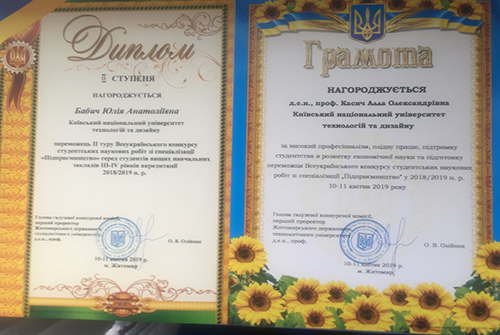 Диплом
СТУПЕНЯ
НАГОРОДЖУЄТЬСЯ
Бабич Юлія Анатоліївна
Київський національний університет
технологій та дизайну
переможець ІІ туру Всеукраїнського конкурсу
студентських наукових робіт зі спеціалізації
«Підприємництво» серед студентів вищих навчальних
закладів ІІІ-ІV рівнів акредитації
2018/2019 н. р.
Голова галузевої конкурсної комісії,
перший проректор
Житомирського державного
технологічного університету
д.е.н., проф.
О. В. Олійник
10-11 квітня 2019 р.
м. Житомир
Грамота
НАГОРОДЖУЄТЬСЯ
д.е.н., проф. Касич Алла Олександрівна
Київський національний університет
технологій та дизайну
за високий професіоналізм, плідну працю, підтримку
студентства в розвитку економічної науки та підготовку
переможця Всеукраїнського конкурсу студентських наукових
робіт зі спеціалізації „Підприємництво" у 2018/2019 н. р.
10-11 квітня 2019 року
Голова галузевої конкурсної комісії,
перший проректор
Житомирського державного
технологічного університету
д.е.н., проф.
О. В. Олійник
10-11 квітня 2019 р.
м. Житомир